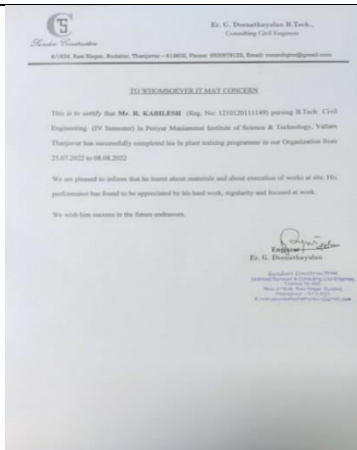 Er. G. Deenathayalan B.Tech.,
Consulting Civil Engineer
TO WHOMSOEVER IT MAY CONCERN
This is to certify that Mr. R. KABILESH (Reg. No: 1210120111149) pursing B.Tech. Civil
Engineering (IV Semester) in Periyar Maniammai Institute of Science & Technology, Vallam
Thanjavur has successfully completed his In plant training programme in our Organization from
25.07.2022 to 08.08.2022
We are pleased to inform that he learnt about materials and about execution of works at site. His
performance has found to be appreciated by his hard work, regularity and focused at work.
We wish him success in the future endeavors.
Engineer
Er. G. Deenathayalan